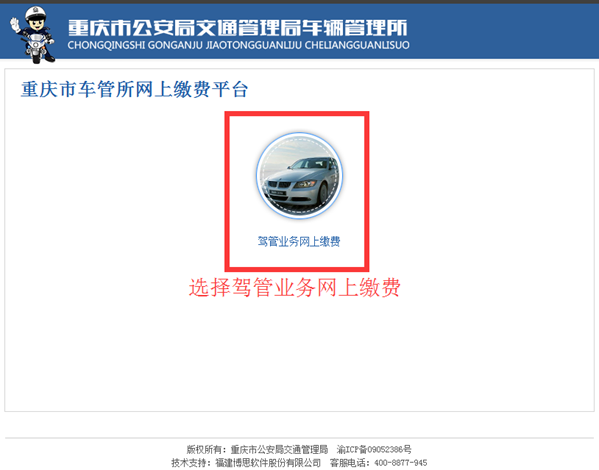 重庆市公安局交通管理局车辆管理所
CHONGQINGSHI GONGANJU JIAOTONGGUANLIJU CHELIANGGUANLISUO
重庆市车管所网上缴费平台
驾管业务网上缴费
选择驾管业务网上缴费
版权所有：重庆市公安局交通管理局 渝ICP备09052386号
技术支持：福建博思软件股份有限公司 客服电话：400-8877-945